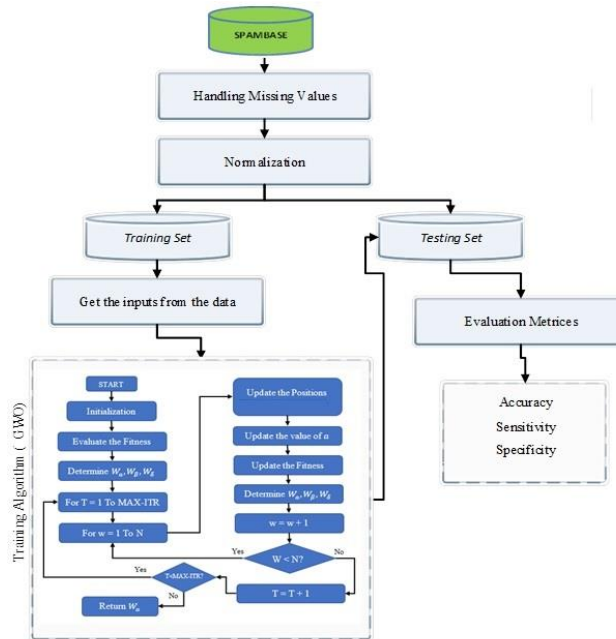 SPAMBASE
Handling Missing Values
Normalization
Training Set
Testing Set
Get the inputs from the data
Evaluation Metrices
Accuracy
Sensitivity
Specificity
Training Algorithm ( GWO)
START
Initialization
Evaluate the Fitness
Determine Wα, Wβ, Wδ
For T = 1 To MAX-ITR
For w = 1 To N
Update the Positions
Update the value of a
Update the Fitness
Determine Wα, Wβ, Wδ
w = w + 1
W < N?
Yes
No
T = T + 1
T<MAX-ITR?
Yes
No
Return Wα